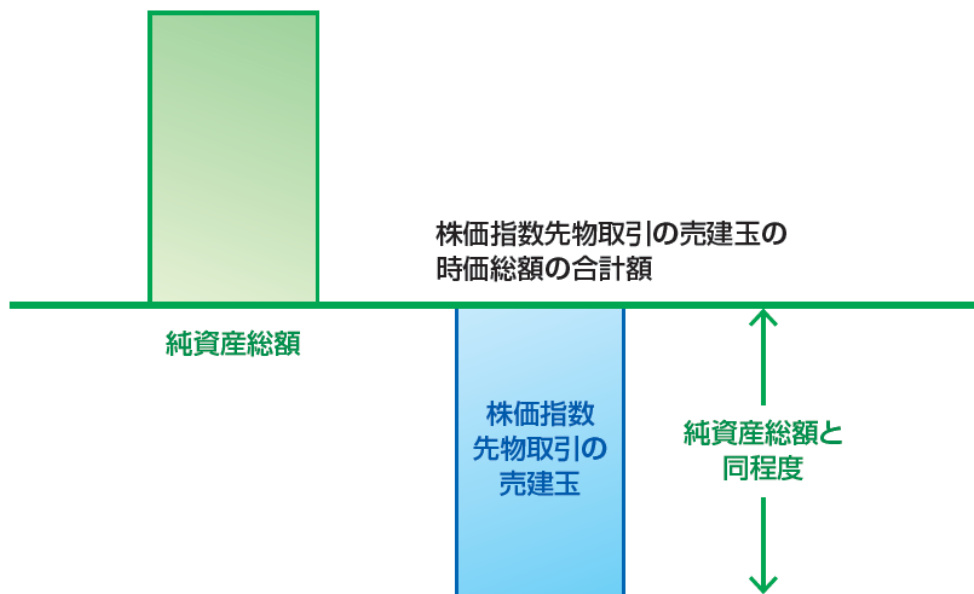 株価指数先物取引の売建玉の
時価総額の合計額
純資産総額
株価指数
先物取引の
売建玉
純資産総額と
同程度